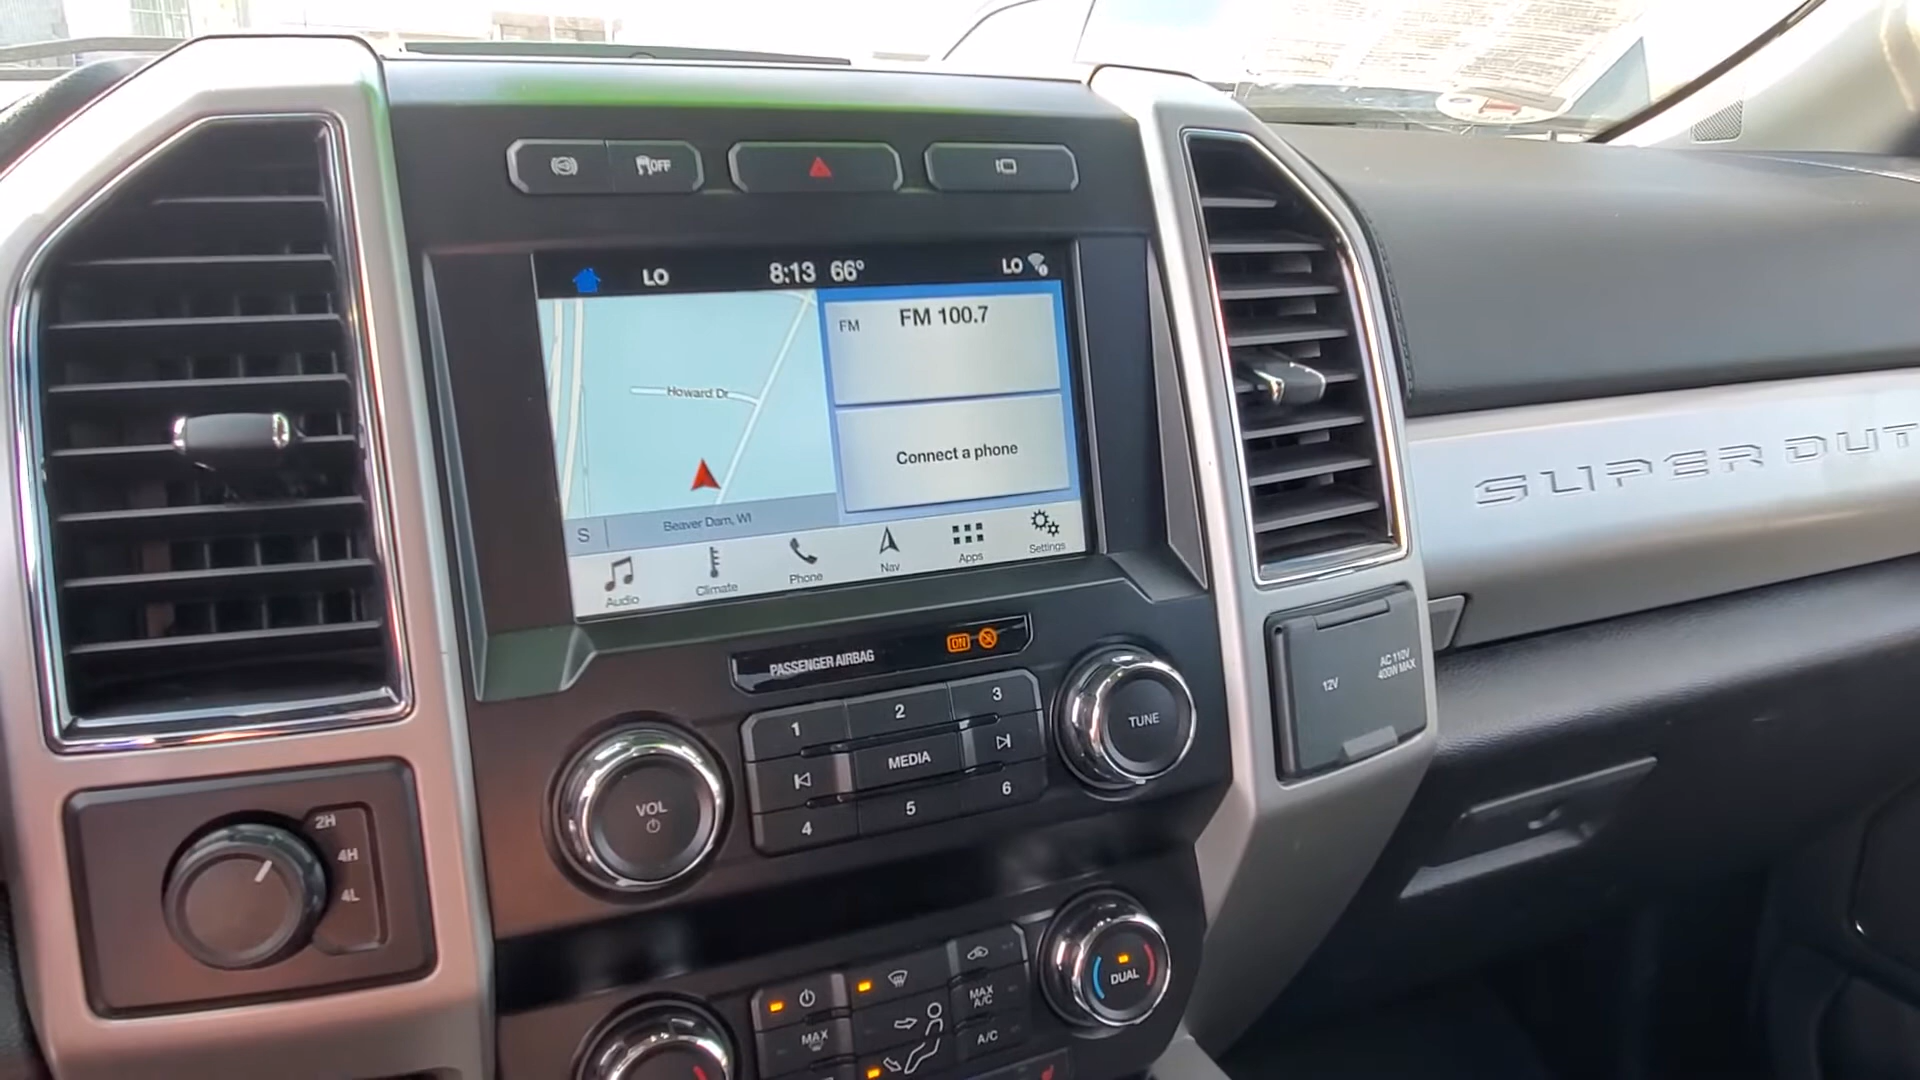 OFF
LO
8:13 66°
LO
FM
FM 100.7
Howard Dr
Connect a phone
S
Beaver Dam, WI
Audio
Climate
Phone
Nav
Apps
Settings
SUPER DUT
PASSENGER AIRBAG
ON
12V
AC 110V
400W MAX
1
2
3
MEDIA
4
5
6
VOL
TUNE
2H
4H
4L
MAX
MAX
A/C
A/C
DUAL